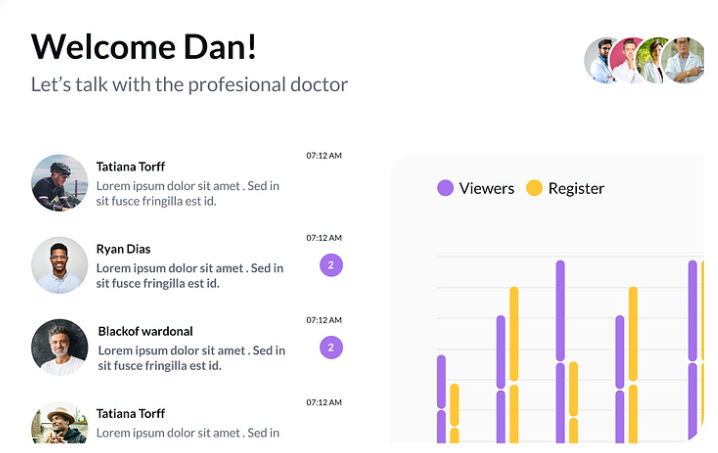 Welcome Dan!
Let's talk with the profesional doctor
07:12 AM
Tatiana Torff
Lorem ipsum dolor sit amet . Sed in
sit fusce fringilla est id.
07:12 AM
Ryan Dias
Lorem ipsum dolor sit amet . Sed in
sit fusce fringilla est id.
2
07:12 AM
Blackof wardonal
Lorem ipsum dolor sit amet . Sed in
sit fusce fringilla est id.
2
07:12 AM
Tatiana Torff
Lorem ipsum dolor sit amet . Sed in
Viewers
Register